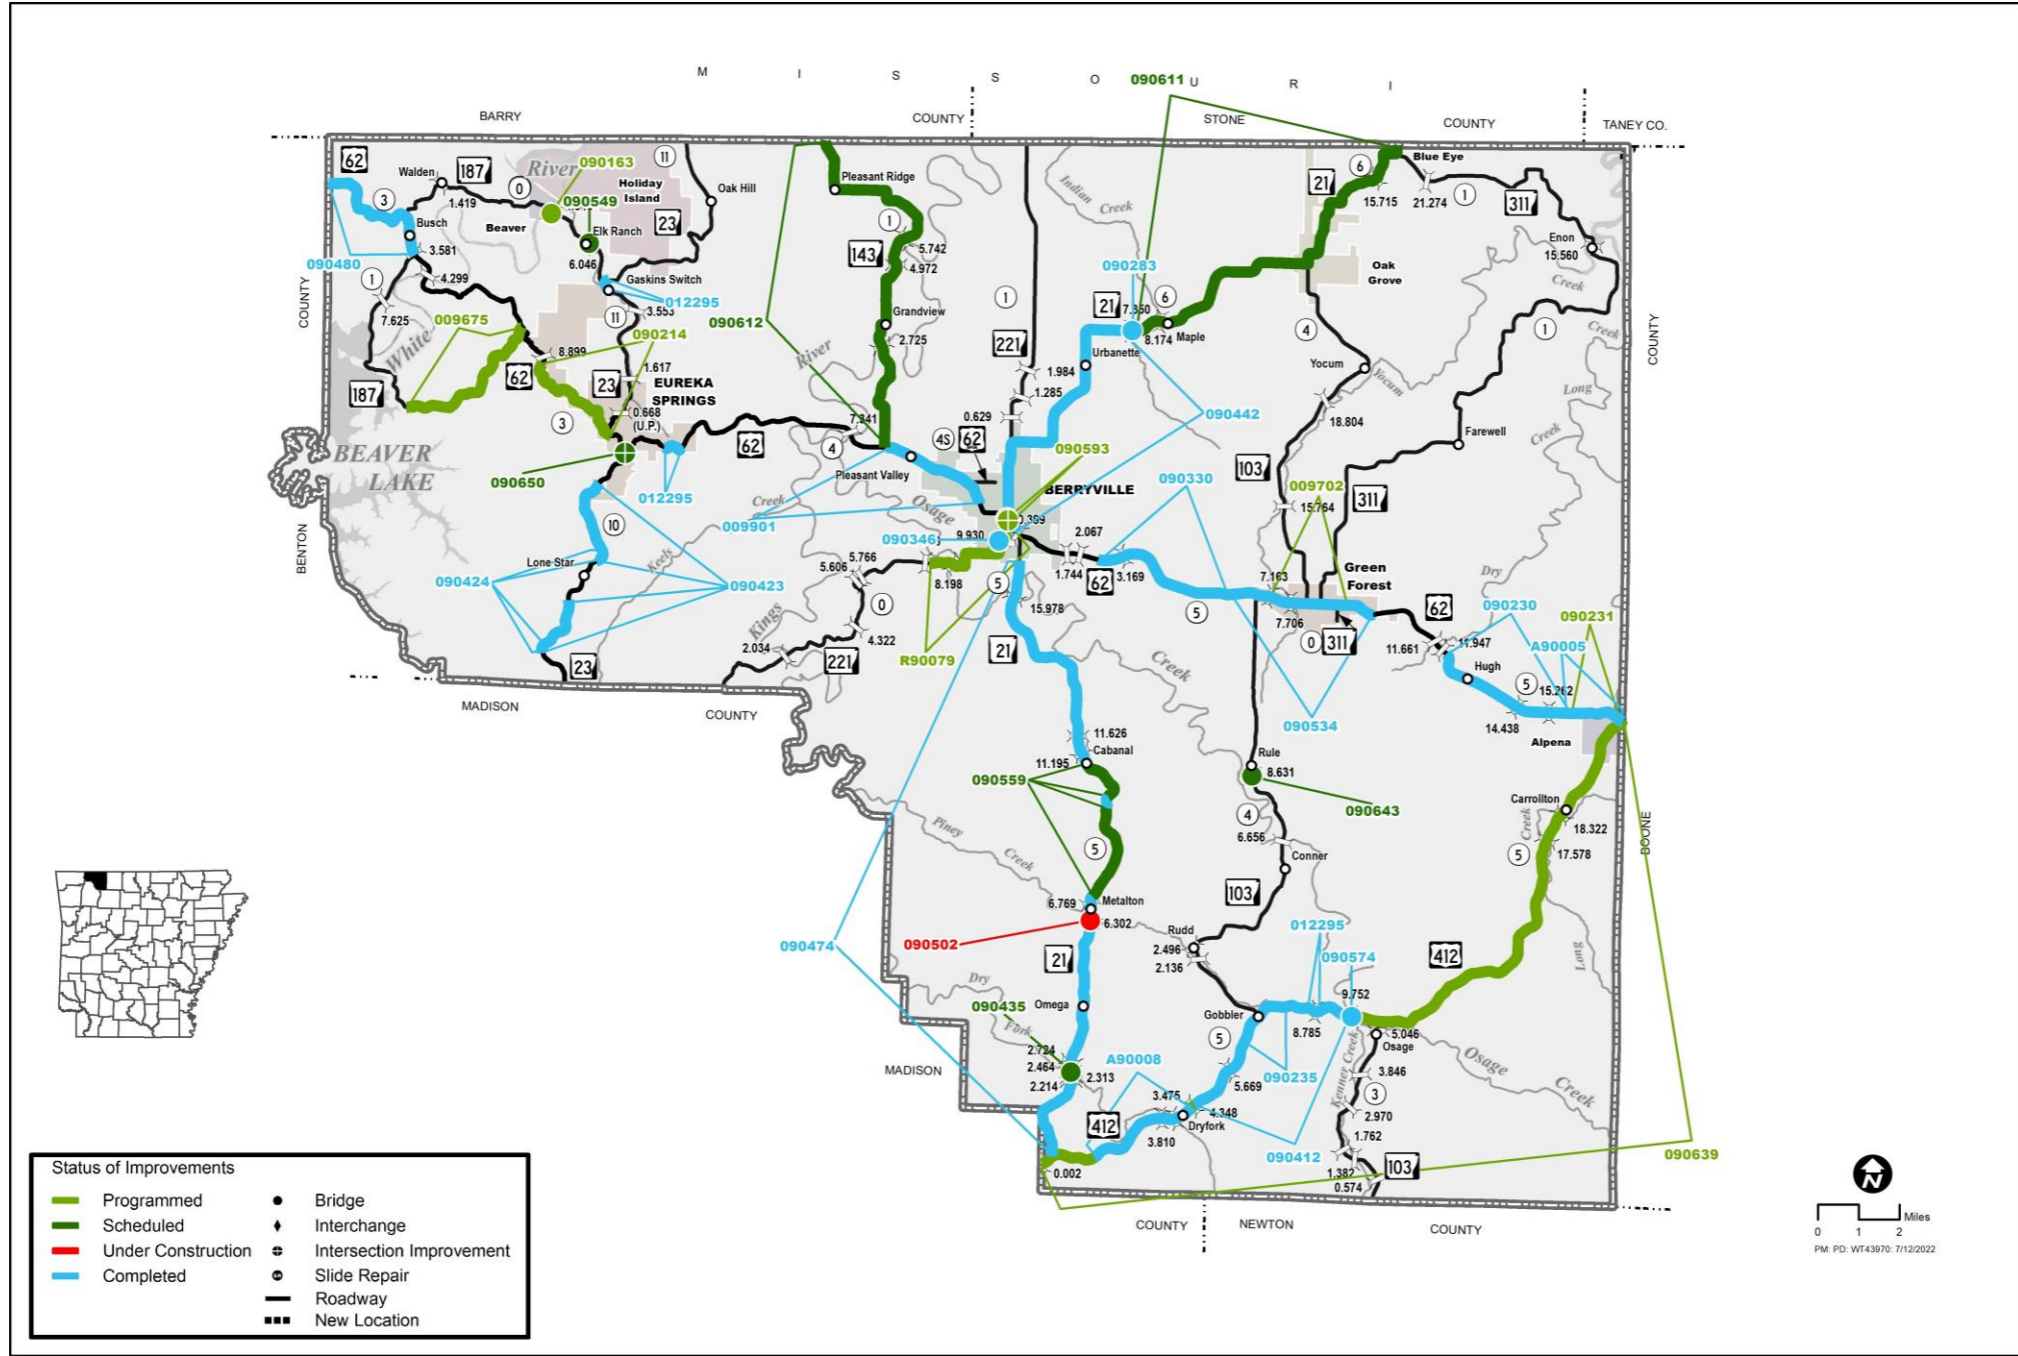 M I S S O U R I
090611
BARRY
COUNTY
STONE
COUNTY
TANEY CO.
62
Walden
187
0
River
090163
11
Holiday
Island
Oak Hill
Pleasant Ridge
Indian
Creek
21
6
Blue Eye
15.715
21.274
1
311
3
1.419
090549
23
Busch
Beaver
Elk Ranch
1
5.742
143
4.972
Enon
15.560
3.581
090480
6.046
090283
Oak
Grove
Creek
1
4.299
Gaskins Switch
012295
COUNTY
7.625
009675
11
3.553
090612
Grandview
1
21
7.350
6
8.174
Maple
4
1
Creek
COUNTY
White
090214
8.899
River
2.725
221
Urbanette
1.984
Yocum
Yocum
187
62
23
1.617
EUREKA
SPRINGS
1.285
Long
0.668
(U.P.)
3
7.341
0.629
090442
18.804
62
4
4S
62
090593
Creek
Farewell
BEAVER
LAKE
Pleasant Valley
090650
103
BERRYVILLE
090330
009702
311
012295
Creek
Osage
009901
15.764
10
090346
9.930
2.067
Dry
BENTON
Lone Star
Keels
5.766
5.606
8.198
1.744
62
3.169
7.163
Green
Forest
Creek
090424
090423
5
0
15.978
5
7.706
62
090230
090231
Kings
4.322
0
311
11.661
11.947
A90005
2.034
R90079
21
Creek
Hugh
23
221
5
15.262
MADISON
COUNTY
090534
14.438
Alpena
11.626
Cabanal
11.195
Rule
8.631
090559
090643
Carrollton
Piney
Creek
4
6.656
Creek
18.322
5
Conner
5
17.578
BOONE
103
6.769
Metalton
6.302
090502
Rudd
012295
090474
2.496
2.136
090574
412
21
Long
Dry
Fork
090435
Omega
9.752
Gobbler
8.785
5.046
Osage
2.724
2.464
2.214
2.313
A90008
5
090235
Kenner Creek
Osage
Creek
MADISON
5.669
3.846
3
3.475
4.348
412
Dryfork
2.970
3.810
1.762
090412
090639
0.002
1.382
0.574
103
COUNTY
NEWTON
COUNTY
Status of Improvements
Programmed
Scheduled
Under Construction
Completed
Bridge
Interchange
Intersection Improvement
Slide Repair
Roadway
New Location
N
0 1 2
Miles
PM: PD: WT43970: 7/12/2022